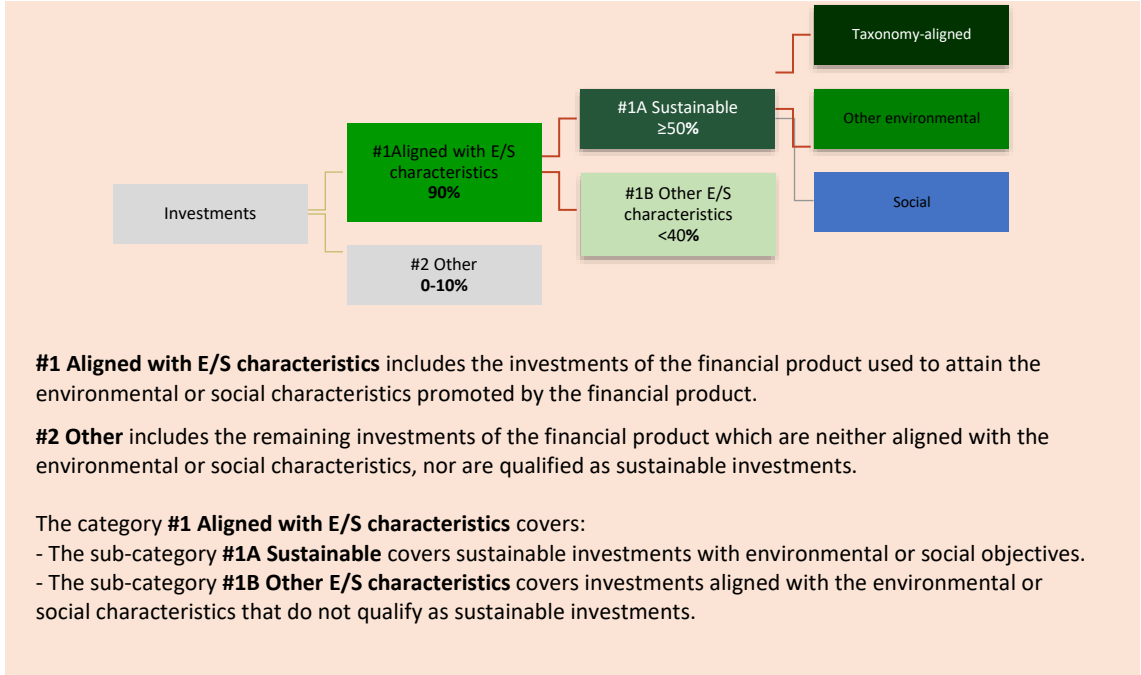 Taxonomy-aligned
#1A Sustainable
≥50%
Other environmental
#1Aligned with E/S
characteristics
90%
#1B Other E/S
characteristics
<40%
Social
Investments
#2 Other
0-10%
#1 Aligned with E/S characteristics includes the investments of the financial product used to attain the
environmental or social characteristics promoted by the financial product.
#2 Other includes the remaining investments of the financial product which are neither aligned with the
environmental or social characteristics, nor are qualified as sustainable investments.
The category #1 Aligned with E/S characteristics covers:
- The sub-category #1A Sustainable covers sustainable investments with environmental or social objectives.
- The sub-category #1B Other E/S characteristics covers investments aligned with the environmental or
social characteristics that do not qualify as sustainable investments.